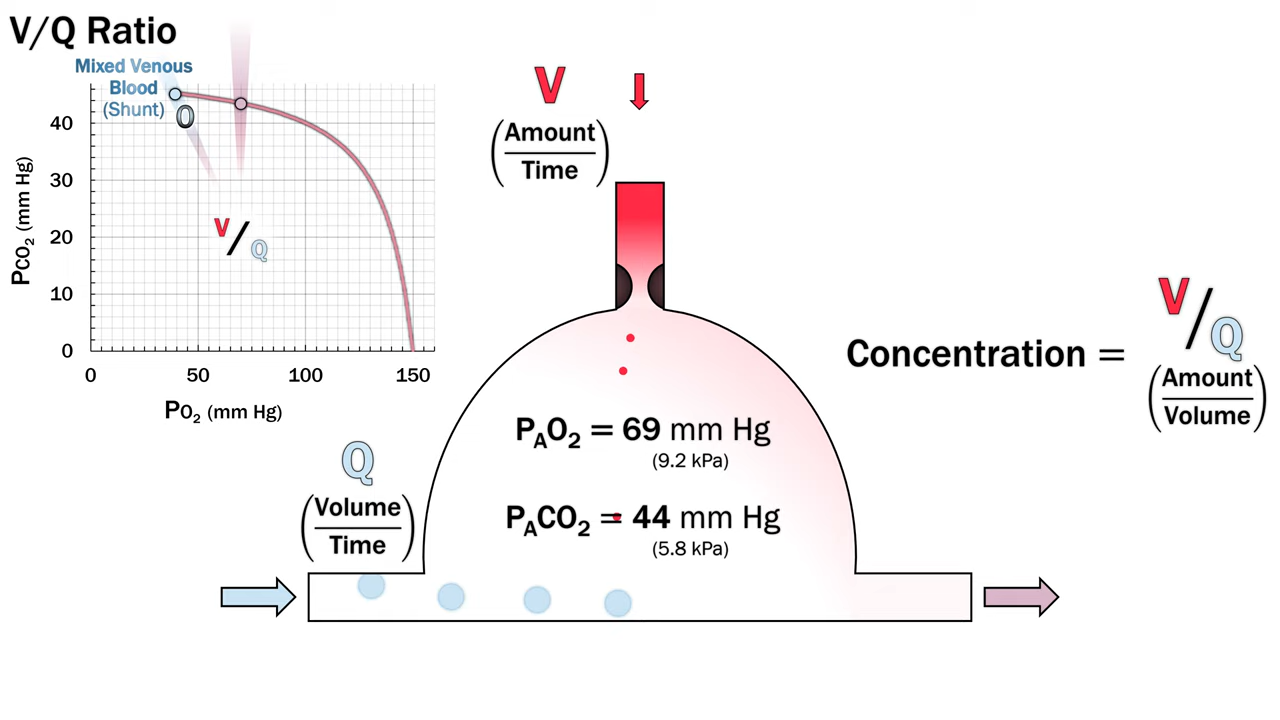 V/Q Ratio
Mixed Venous
Blood
(Shunt)
0
40
30
20
10
0
PCO₂ (mm Hg)
0 50 100 150
PO₂ (mm Hg)
V/Q
V
(Amount
Time)
PAO₂ = 69 mm Hg
(9.2 kPa)
PACO₂ = 44 mm Hg
(5.8 kPa)
Q
(Volume
Time)
Concentration = V/Q
(Amount
Volume)